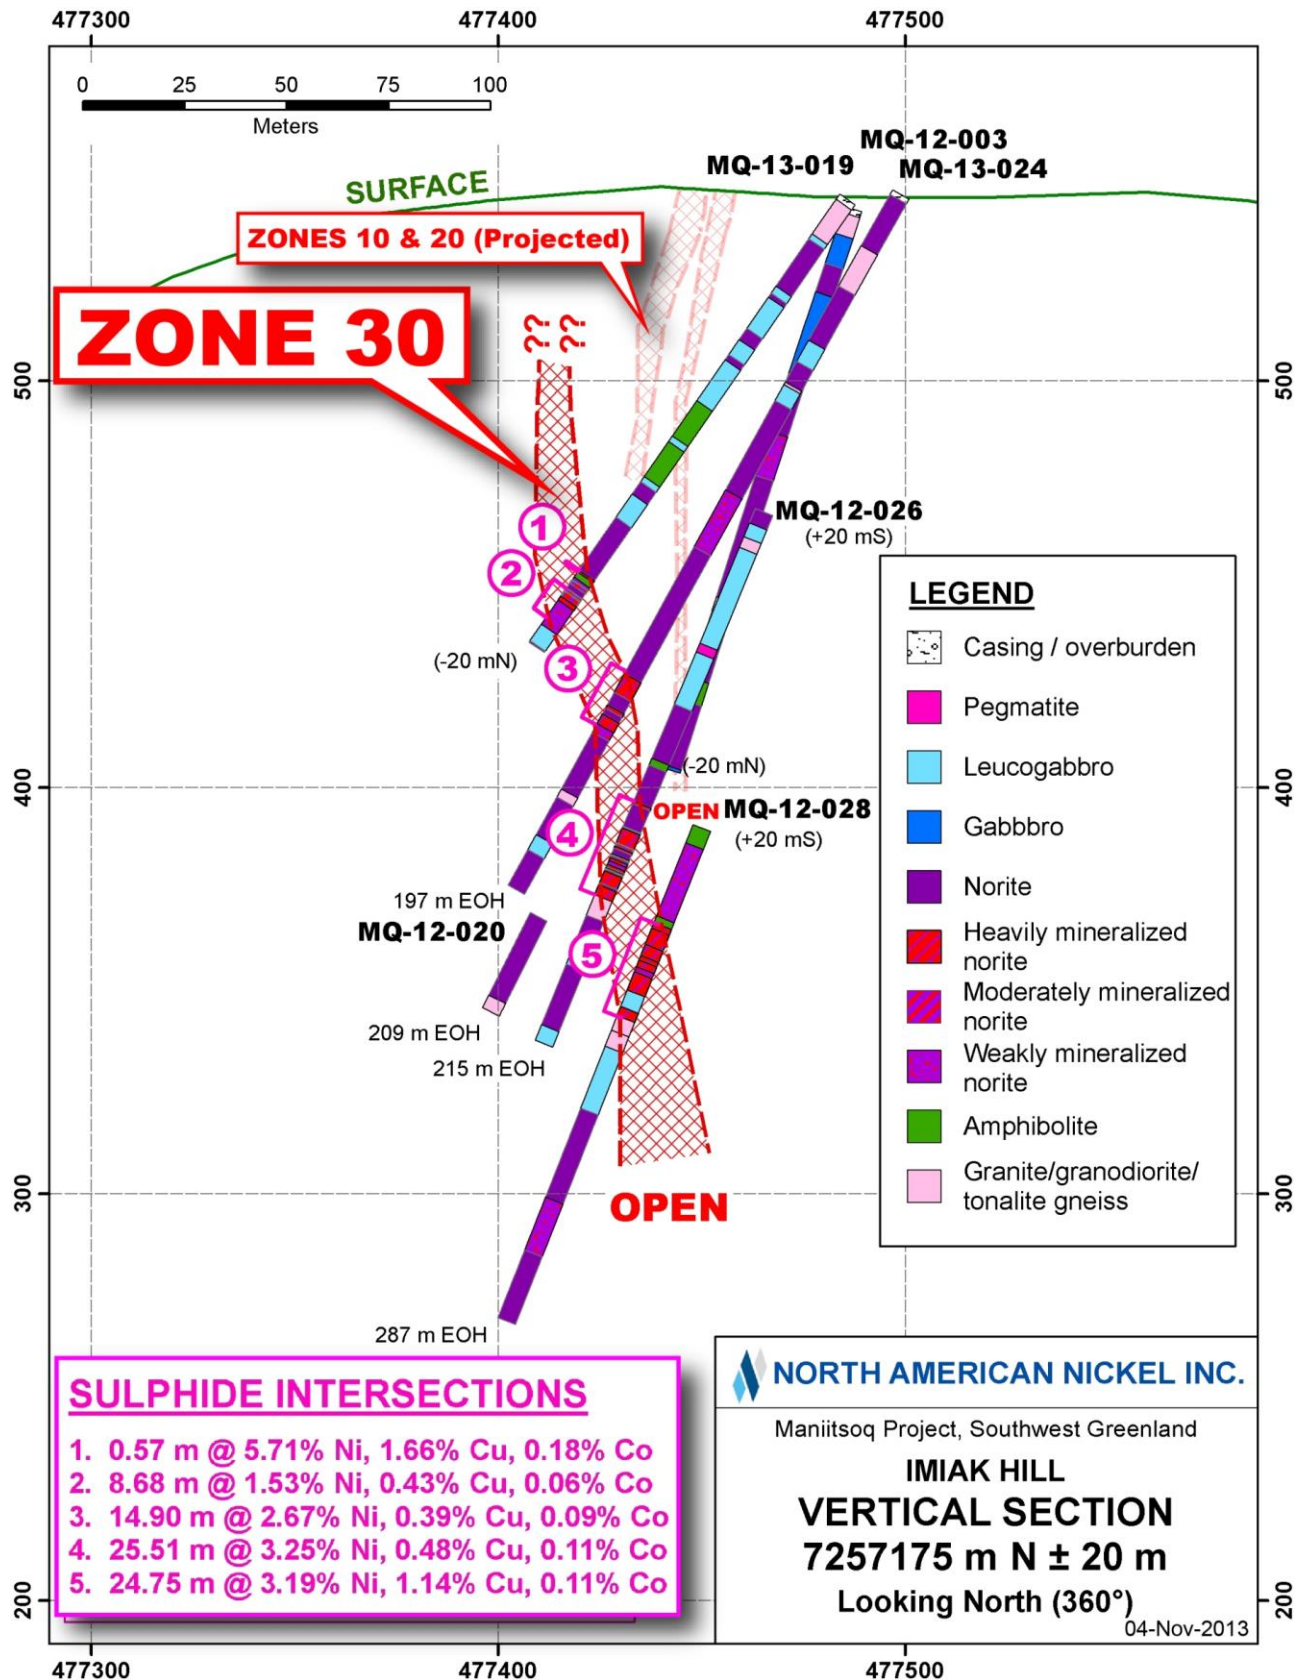 477300
477400
477500
0 25 50 75 100
Meters
MQ-12-003
MQ-13-019
MQ-13-024
SURFACE
ZONES 10 & 20 (Projected)
ZONE 30
??
??
500
500
1
2
MQ-12-026
(+20 mS)
(-20 mN)
3
(-20 mN)
400
400
OPEN
MQ-12-028
(+20 mS)
4
197 m EOH
MQ-12-020
5
209 m EOH
215 m EOH
300
300
OPEN
287 m EOH
LEGEND
Casing / overburden
Pegmatite
Leucogabbro
Gabbbro
Norite
Heavily mineralized
norite
Moderately mineralized
norite
Weakly mineralized
norite
Amphibolite
Granite/granodiorite/
tonalite gneiss
SULPHIDE INTERSECTIONS
1. 0.57 m @ 5.71% Ni, 1.66% Cu, 0.18% Co
2. 8.68 m @ 1.53% Ni, 0.43% Cu, 0.06% Co
3. 14.90 m @ 2.67% Ni, 0.39% Cu, 0.09% Co
4. 25.51 m @ 3.25% Ni, 0.48% Cu, 0.11% Co
5. 24.75 m @ 3.19% Ni, 1.14% Cu, 0.11% Co
NORTH AMERICAN NICKEL INC.
Maniitsoq Project, Southwest Greenland
IMIAK HILL
VERTICAL SECTION
7257175 m N ± 20 m
Looking North (360°)
04-Nov-2013
200
200
477300
477400
477500